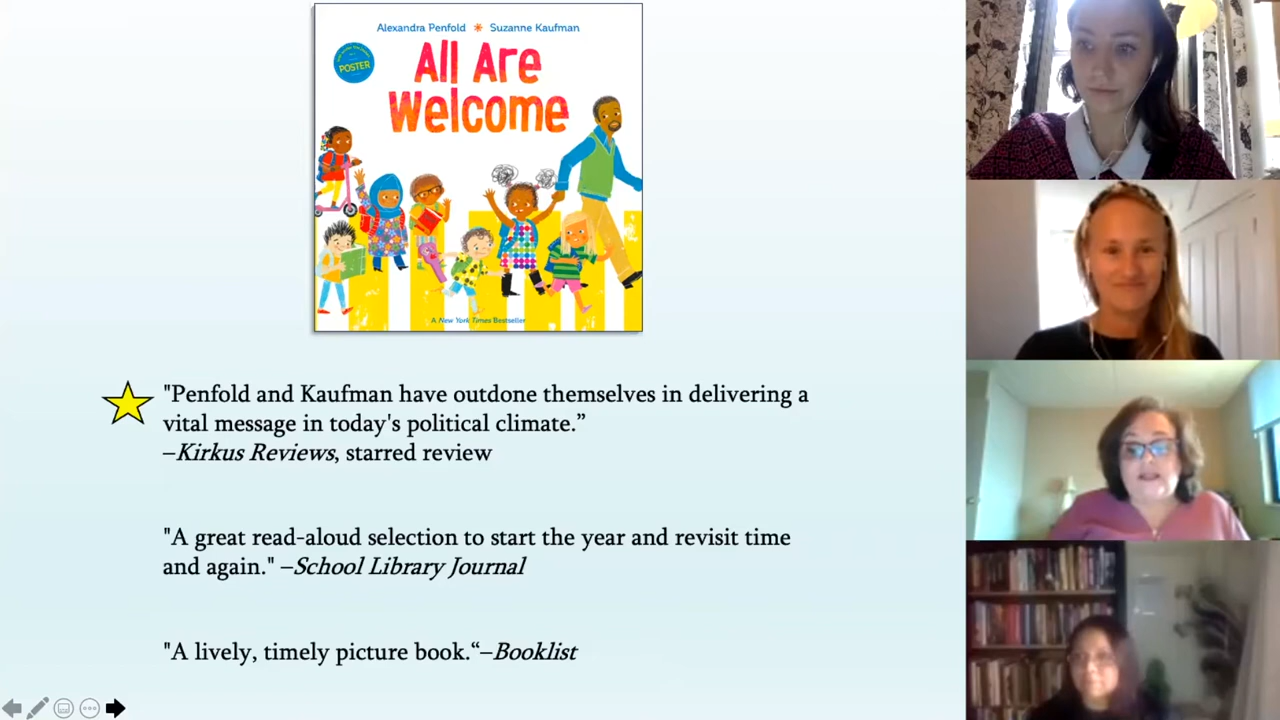 Alexandra Penfold * Suzanne Kaufman
All Are
Welcome
POSTER
A New York Times Bestseller
"Penfold and Kaufman have outdone themselves in delivering a
vital message in today's political climate.”
–Kirkus Reviews, starred review
"A great read-aloud selection to start the year and revisit time
and again." –School Library Journal
"A lively, timely picture book.“–Booklist